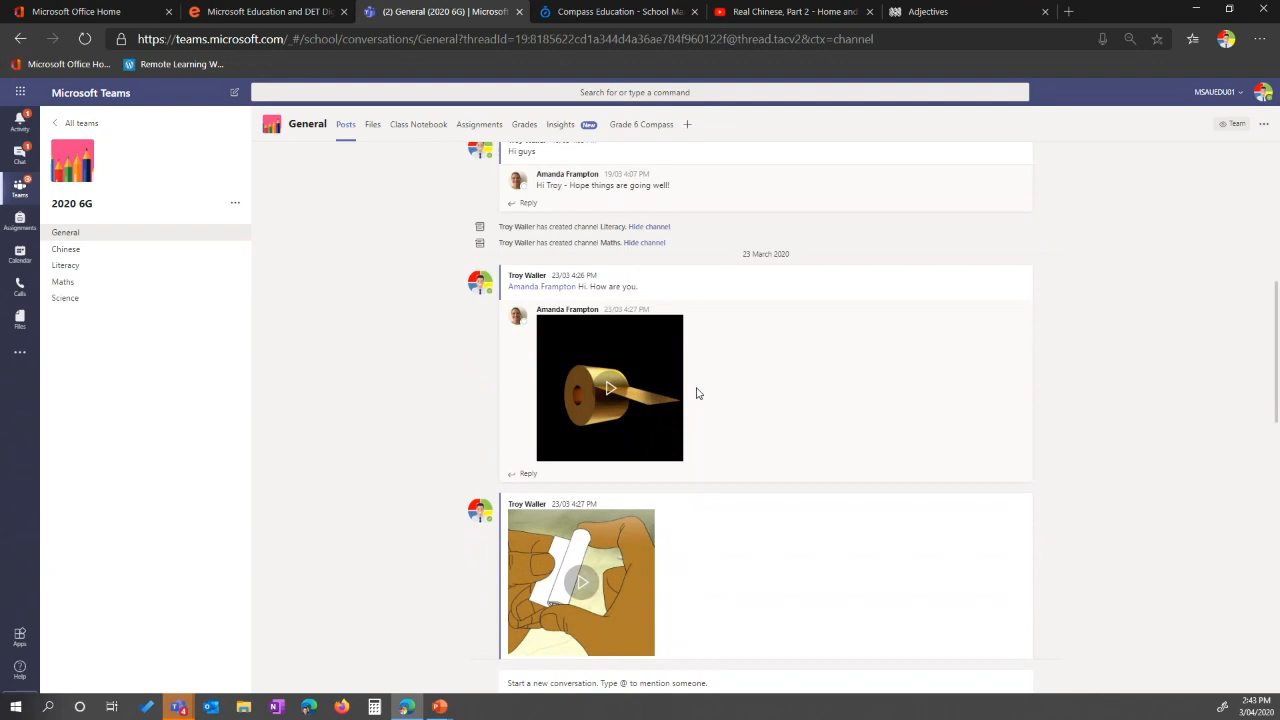 Microsoft Office Home
Microsoft Education and DET Dig
(2) General (2020 6G) | Microsoft
Compass Education - School Ma
Real Chinese, Part 2 - Home and
Adjectives
https://teams.microsoft.com/_#/school/conversations/General?threadId=19:8185622cd1a344d4a36ae784f960122f@thread.tacv2&ctx=channel
Microsoft Office Ho...
Remote Learning W...
Microsoft Teams
Search for or type a command
MSAUEDU01
Activity
Chat
Teams
Assignments
Calendar
Calls
Files
Apps
Help
All teams
2020 6G
General
Chinese
Literacy
Maths
Science
General
Posts
Files
Class Notebook
Assignments
Grades
Insights
New
Grade 6 Compass
Team
Troy Waller
Hi guys
Amanda Frampton 19/03 4:07 PM
Hi Troy - Hope things are going well!
Reply
Troy Waller has created channel Literacy. Hide channel
Troy Waller has created channel Maths. Hide channel
23 March 2020
Troy Waller 23/03 4:26 PM
Amanda Frampton Hi. How are you.
Amanda Frampton 23/03 4:27 PM
Reply
Troy Waller 23/03 4:27 PM
Start a new conversation. Type @ to mention someone.
2:43 PM
3/04/2020